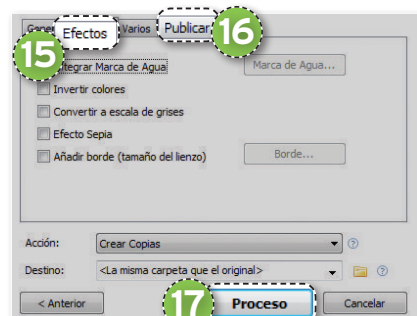 Efectos Varios Publicar
15 16
Integrar Marca de Agua Marca de Agua...
Invertir colores
Convertir a escala de grises
Efecto Sepia
Añadir borde (tamaño del lienzo) Borde...
Acción: Crear Copias
Destino: <La misma carpeta que el original>
< Anterior 17 Proceso Cancelar